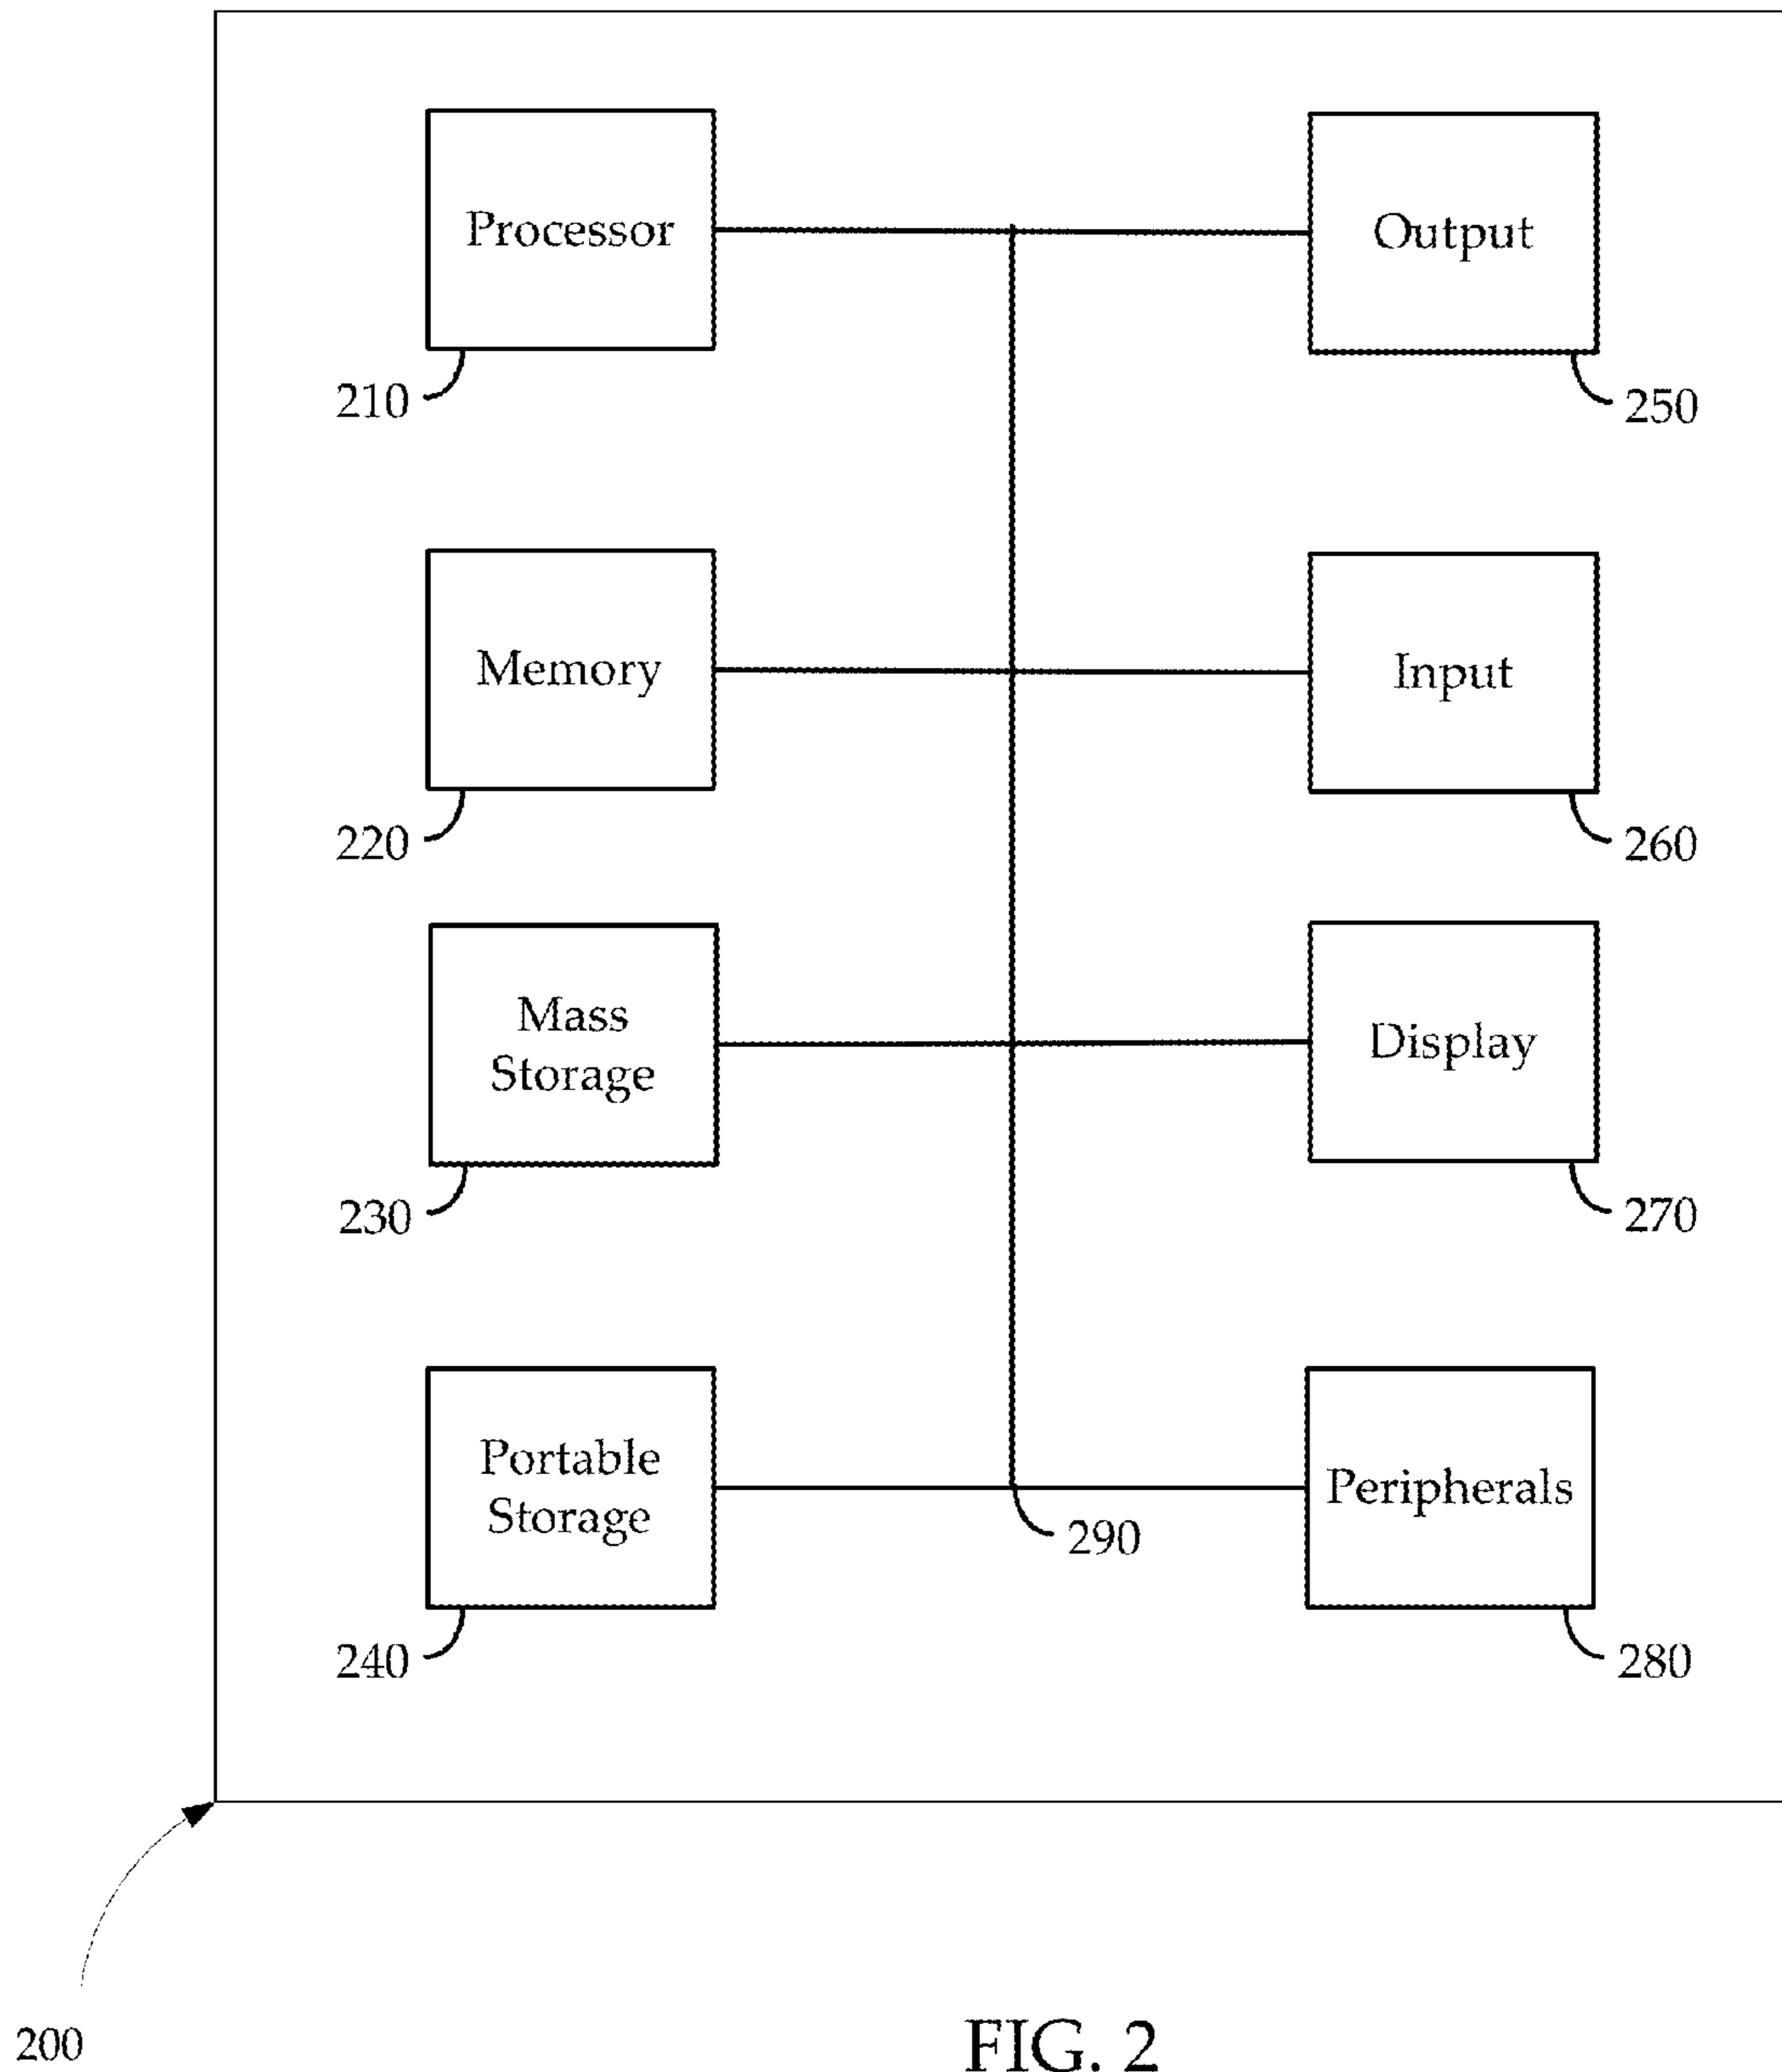 Processor
Output
210
250
Memory
Input
220
260
Mass
Storage
Display
230
270
Portable
Storage
Peripherals
290
240
280
200
FIG. 2